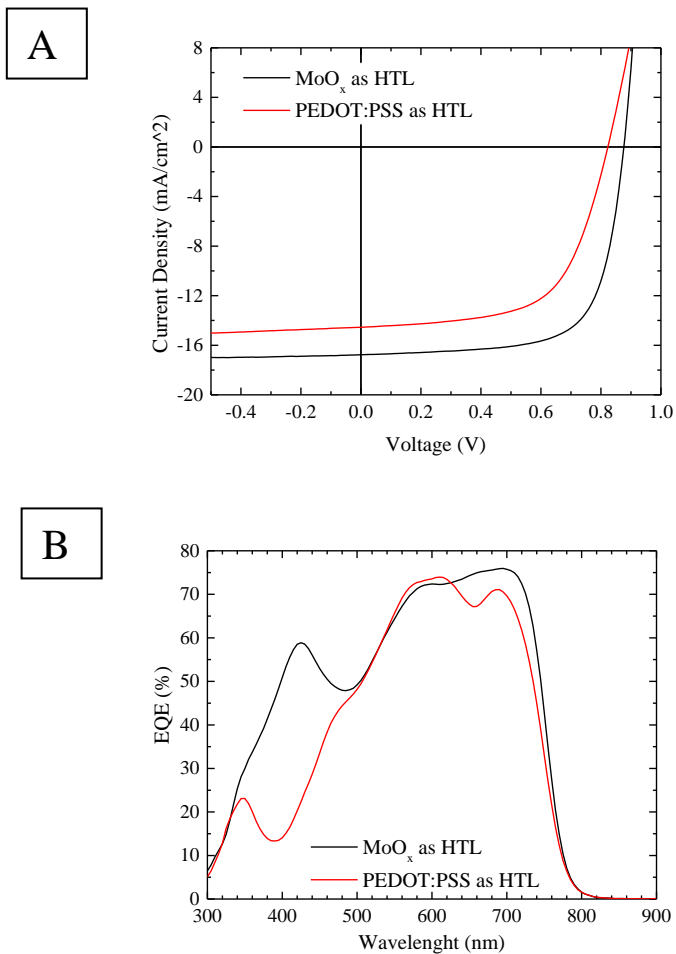 A
8
4
0
-4
-8
-12
-16
-20
-0.4 -0.2 0.0 0.2 0.4 0.6 0.8 1.0
Current Density (mA/cm^2)
Voltage (V)
MoOₓ as HTL
PEDOT:PSS as HTL
B
80
70
60
50
40
30
20
10
0
300 400 500 600 700 800 900
EQE (%)
Wavelenght (nm)
MoOₓ as HTL
PEDOT:PSS as HTL